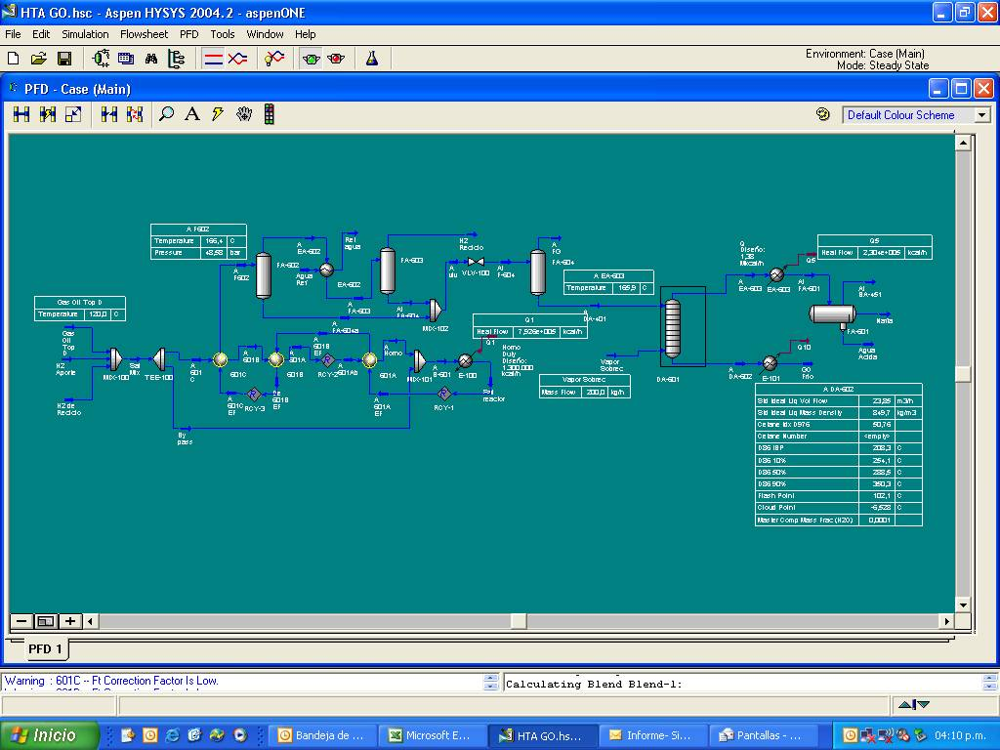 HTA GO.hsc - Aspen HYSYS 2004.2 - aspenONE
File Edit Simulation Flowsheet PFD Tools Window Help
Environment: Case (Main)
Mode: Steady State
PFD - Case (Main)
Default Colour Scheme
A F602
Temperature 166,4 C
Pressure 48,58 bar
Gas Oil Top D
Temperature 120,0 C
Gas
Oil
Top
D
H2
Aporte
H2 de
Reciclo
MIX-100
Sal
Mix
TEE-100
A
601
C
601C
A
601B
601B
A
601A
A
601B
EF
RCY-2
A
601Ab
601A
A
Homo
MIX-101
A
B-601
E-100
Sal
reactor
A
601C
EF
RCY-3
601B
EF
A
601A
EF
RCY-1
By
pass
A
F602
FA-602
A
EA-602
Agua
Ref
Ref
agua
EA-602
A
FA-603
FA-603
FA-604a
H2
Reciclo
MIX-102
VLV-100
A
F-604
A
FG
FA-604
A EA-603
Temperature 165,9 C
A
DA-401
Q1
Heat Flow 7,926e+005 kcal/h
Q1
Homo
Duty
Diseño:
1,300,000
kcal/h
Vapor
Sobrec
Vapor Sobrec
Mass Flow 200,0 kg/h
DA-601
A
EA-603
Q
Diseño:
1,38
Mkcal/h
EA-603
Q5
Q5
Heat Flow 2,304e+005 kcal/h
A
FA-601
Al
BA-451
Nafta
FA-601
Agua
Acida
A
DA-602
E-101
Q10
GO
Frio
A DA-602
Std Ideal Liq Vol Flow 23,85 m3/h
Std Ideal Liq Mass Density 849,7 kg/m3
Cetane Idx D976 50,76
Cetane Number <empty>
D86 IBP 208,3 C
D86 10% 254,1 C
D86 50% 288,5 C
D86 90% 350,3 C
Flash Point 102,1 C
Cloud Point -6,528 C
Master Comp Mass Frac (H2O) 0,0001
PFD 1
Warning : 601C -- Ft Correction Factor Is Low.
Calculating Blend Blend-1:
Inicio
Bandeja de ...
Microsoft E...
HTA GO.hs...
Informe- Si...
Pantallas - ...
04:10 p.m.